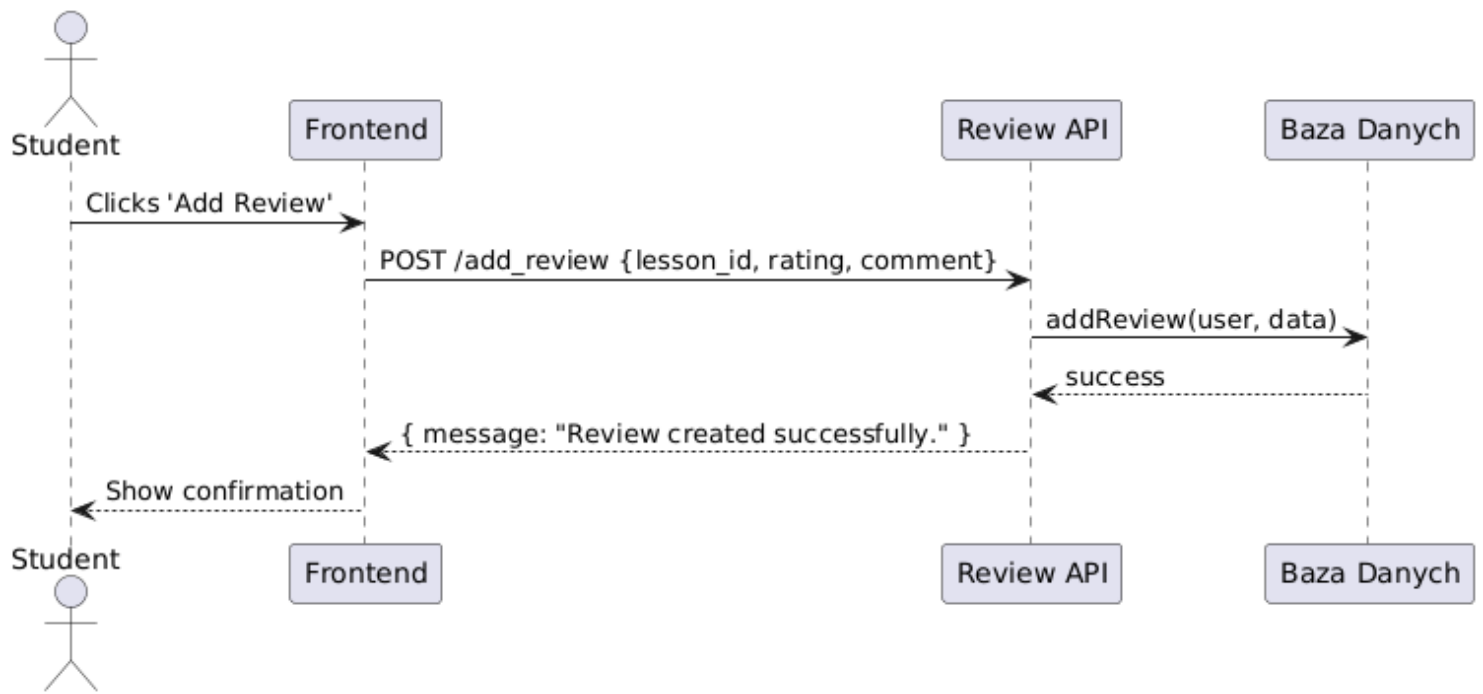 Student
Frontend
Review API
Baza Danych
Clicks 'Add Review'
POST /add_review {lesson_id, rating, comment}
addReview(user, data)
success
{ message: "Review created successfully." }
Show confirmation
Student
Frontend
Review API
Baza Danych